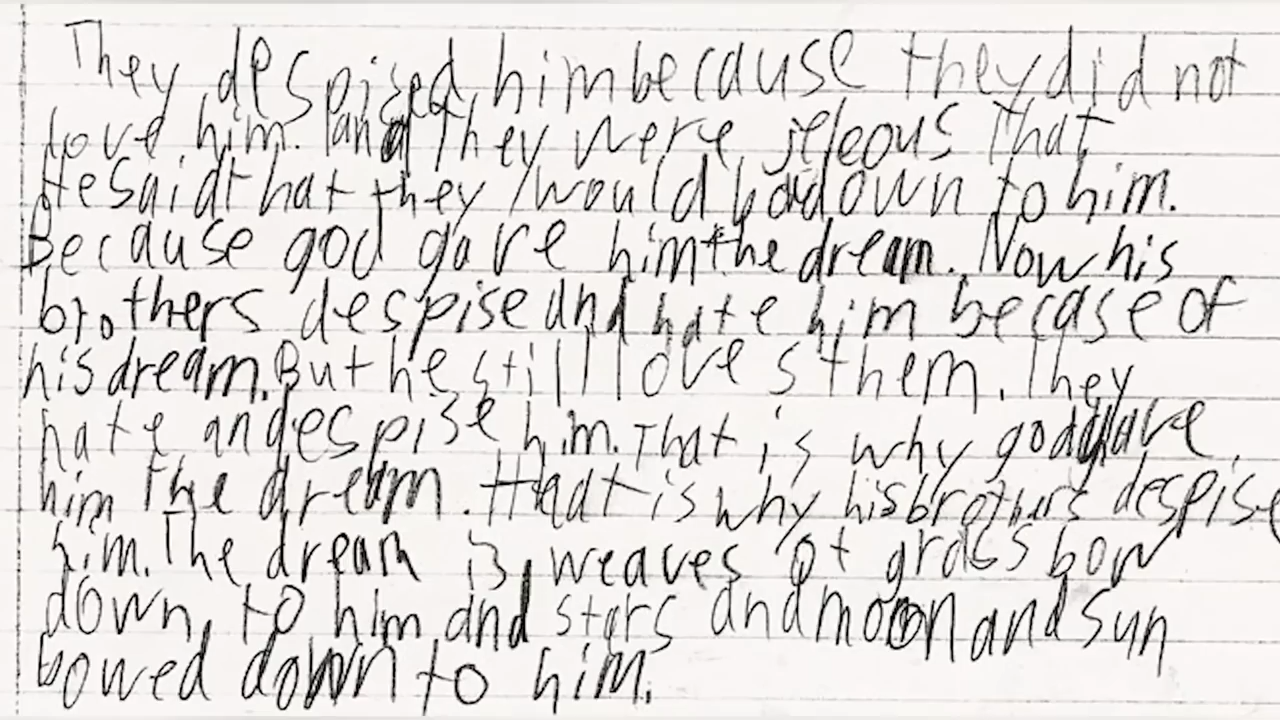 They despised him because they did not
love him. and They were jeleous That
He said that they would bow down to him.
Because god gave him the dream. Now his
brothers despise and hate him becase of
his dream. But he still loves them. They
hate an despise him. That is why god gave
him The dream. That is why his brothers despise
him. The dream is, weaves of grass bow
down, to him and stars and moon and sun
bowed down to him.